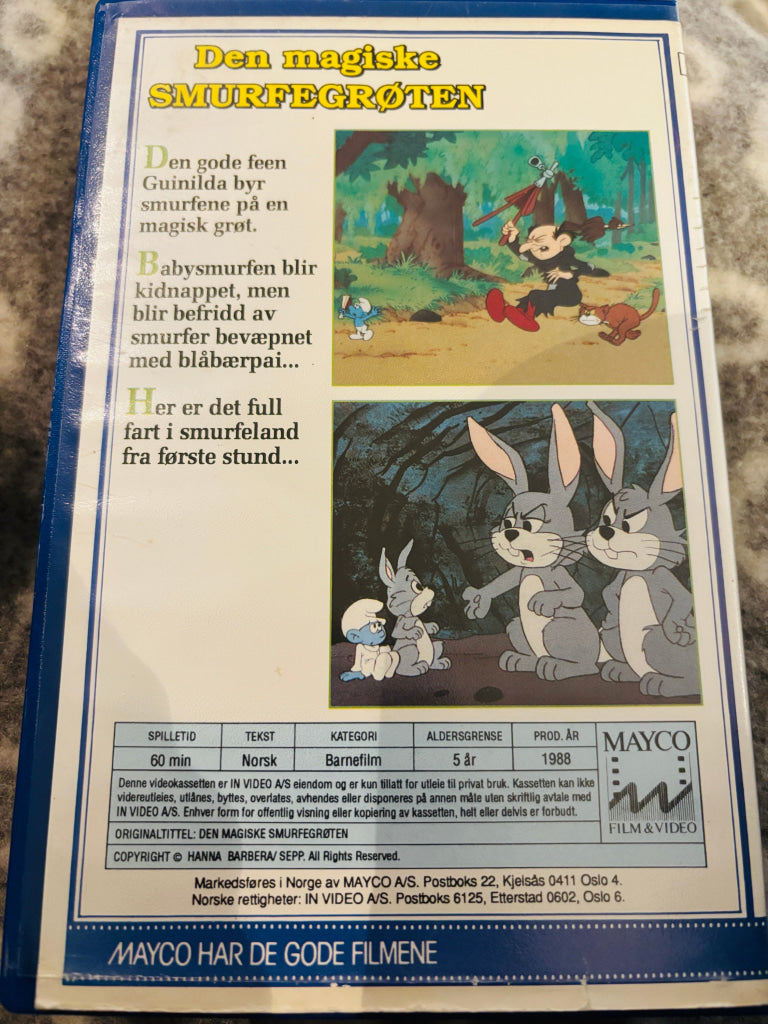 Den magiske
SMURFEGRØTEN
Den gode feen
Guinilda byr
smurfene på en
magisk grøt.
Babysmurfen blir
kidnappet, men
blir befridd av
smurfer bevæpnet
med blåbærpai...
Her er det full
fart i smurfeland
fra første stund...
SPILLETID TEKST KATEGORI ALDERSGRENSE PROD. ÅR
60 min Norsk Barnefilm 5 år 1988
MAYCO
FILM & VIDEO
Denne videokassetten er IN VIDEO A/S eiendom og er kun tillatt for utleie til privat bruk. Kassetten kan ikke
videreutleies, utlånes, byttes, overlates, avhendes eller disponeres på annen måte uten skriftlig avtale med
IN VIDEO A/S. Enhver form for offentlig visning eller kopiering av kassetten, helt eller delvis er forbudt.
ORIGINALTITTEL: DEN MAGISKE SMURFEGRØTEN
COPYRIGHT © HANNA BARBERA/ SEPP. All Rights Reserved.
Markedsføres i Norge av MAYCO A/S. Postboks 22, Kjelsås 0411 Oslo 4.
Norske rettigheter: IN VIDEO A/S. Postboks 6125, Etterstad 0602, Oslo 6.
MAYCO HAR DE GODE FILMENE